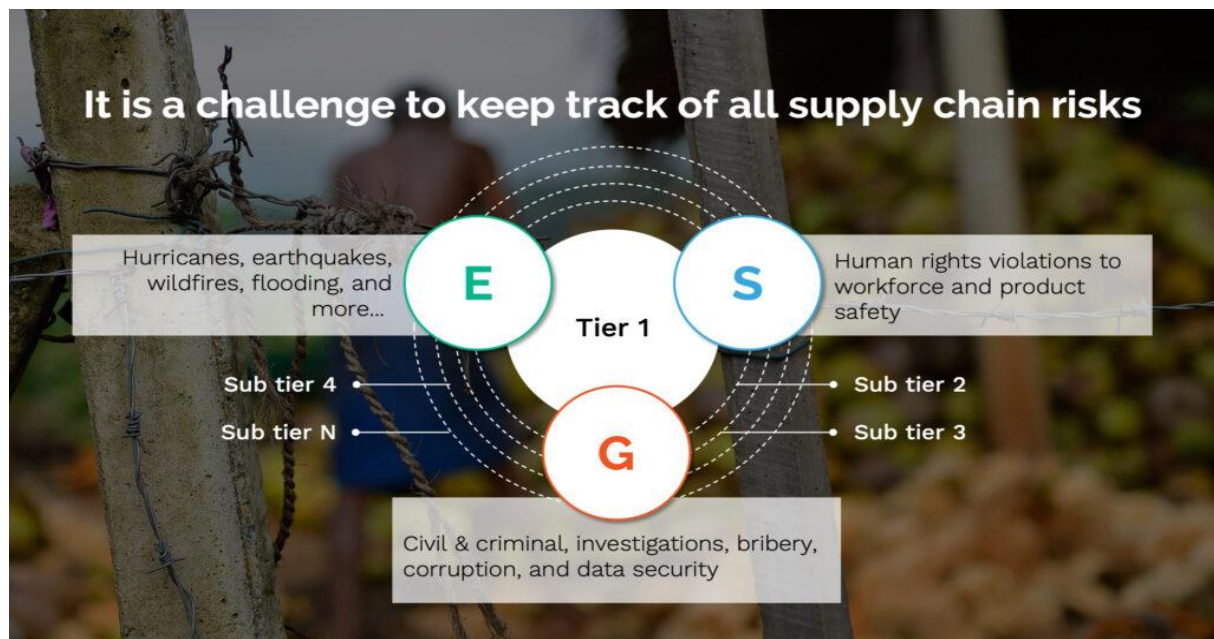 It is a challenge to keep track of all supply chain risks
Hurricanes, earthquakes,
wildfires, flooding, and
more...
E
S
Human rights violations to
workforce and product
safety
Tier 1
Sub tier 4
Sub tier 2
Sub tier N
Sub tier 3
G
Civil & criminal, investigations, bribery,
corruption, and data security